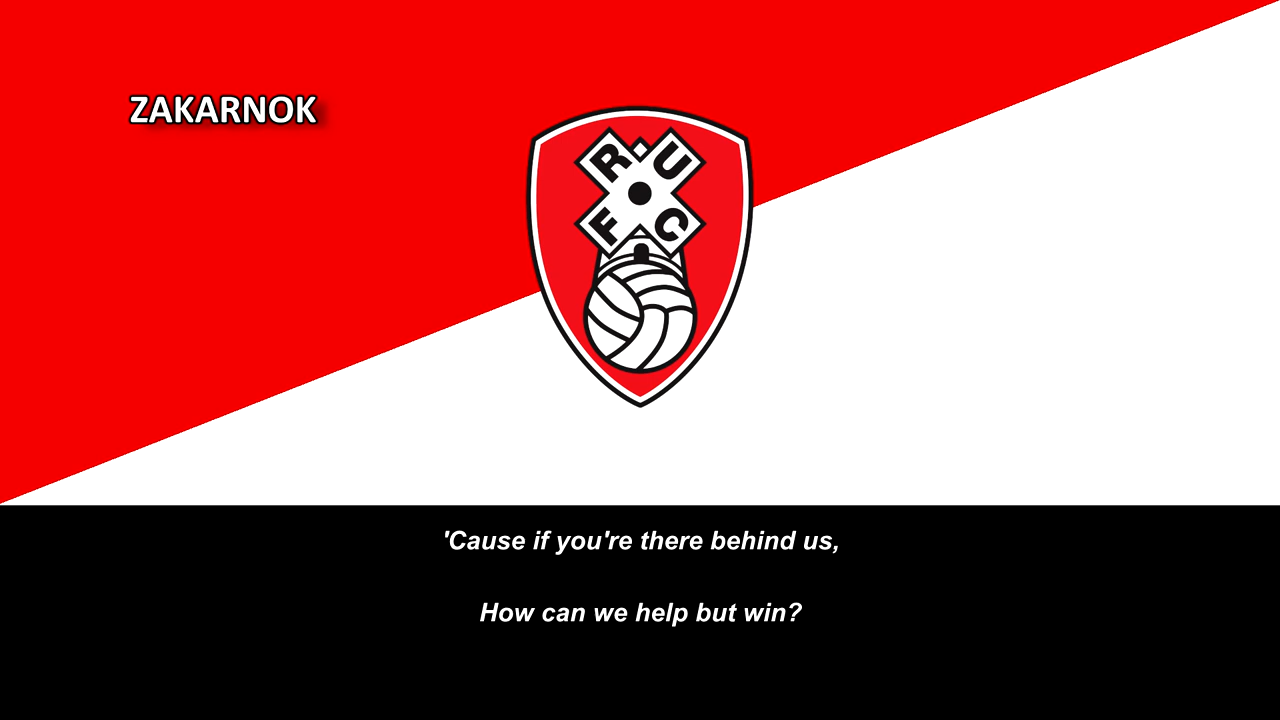 ZAKARNOK
R U
F C
'Cause if you're there behind us,
How can we help but win?